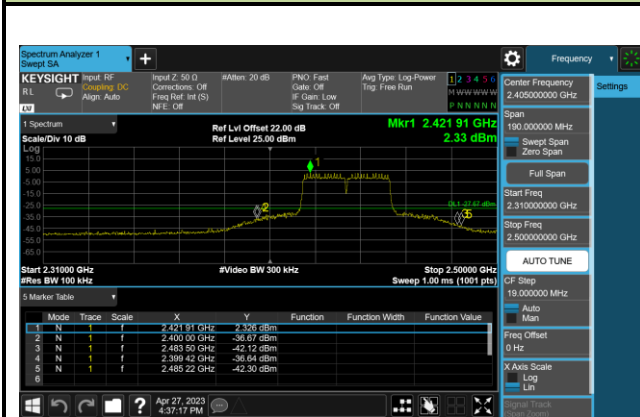 Spectrum Analyzer 1
Swept SA
+
Frequency
KEYSIGHT Input: RF
Coupling: DC
Align: Auto
RL
Input Z: 50 Ω
Corrections: Off
Freq Ref: Int (S)
NFE: Off
#Atten: 20 dB
PNO: Fast
Gate: Off
IF Gain: Low
Sig Track: Off
Avg Type: Log-Power
Trig: Free Run
1 2 3 4 5 6
M W W W W W
P N N N N N
Center Frequency
2.405000000 GHz
Settings
Span
190.000000 MHz
Swept Span
Zero Span
Full Span
Start Freq
2.310000000 GHz
Stop Freq
2.500000000 GHz
AUTO TUNE
CF Step
19.000000 MHz
Auto
Man
Freq Offset
0 Hz
X Axis Scale
Log
Lin
Signal Track
(Span Zoom)
1 Spectrum
Scale/Div 10 dB
Log
Ref Lvl Offset 22.00 dB
Ref Level 25.00 dBm
Mkr1 2.421 91 GHz
2.33 dBm
15.0
5.00
-5.00
-15.0
-25.0
-35.0
-45.0
-55.0
-65.0
1
2
5
DL1 -27.67 dBm
Start 2.31000 GHz
#Res BW 100 kHz
#Video BW 300 kHz
Stop 2.50000 GHz
Sweep 1.00 ms (1001 pts)
5 Marker Table
Mode Trace Scale X Y Function Function Width Function Value
1 N 1 f 2.421 91 GHz 2.326 dBm
2 N 1 f 2.400 00 GHz -36.67 dBm
3 N 1 f 2.483 50 GHz -42.12 dBm
4 N 1 f 2.399 42 GHz -36.64 dBm
5 N 1 f 2.485 22 GHz -42.30 dBm
6
?
Apr 27, 2023
4:37:17 PM